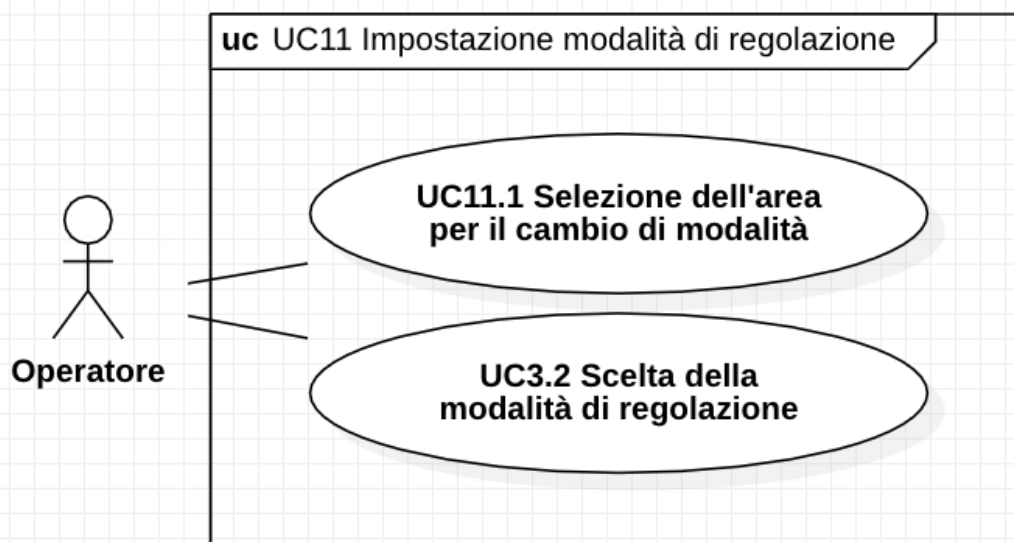 uc UC11 Impostazione modalità di regolazione
UC11.1 Selezione dell'area
per il cambio di modalità
Operatore
UC3.2 Scelta della
modalità di regolazione